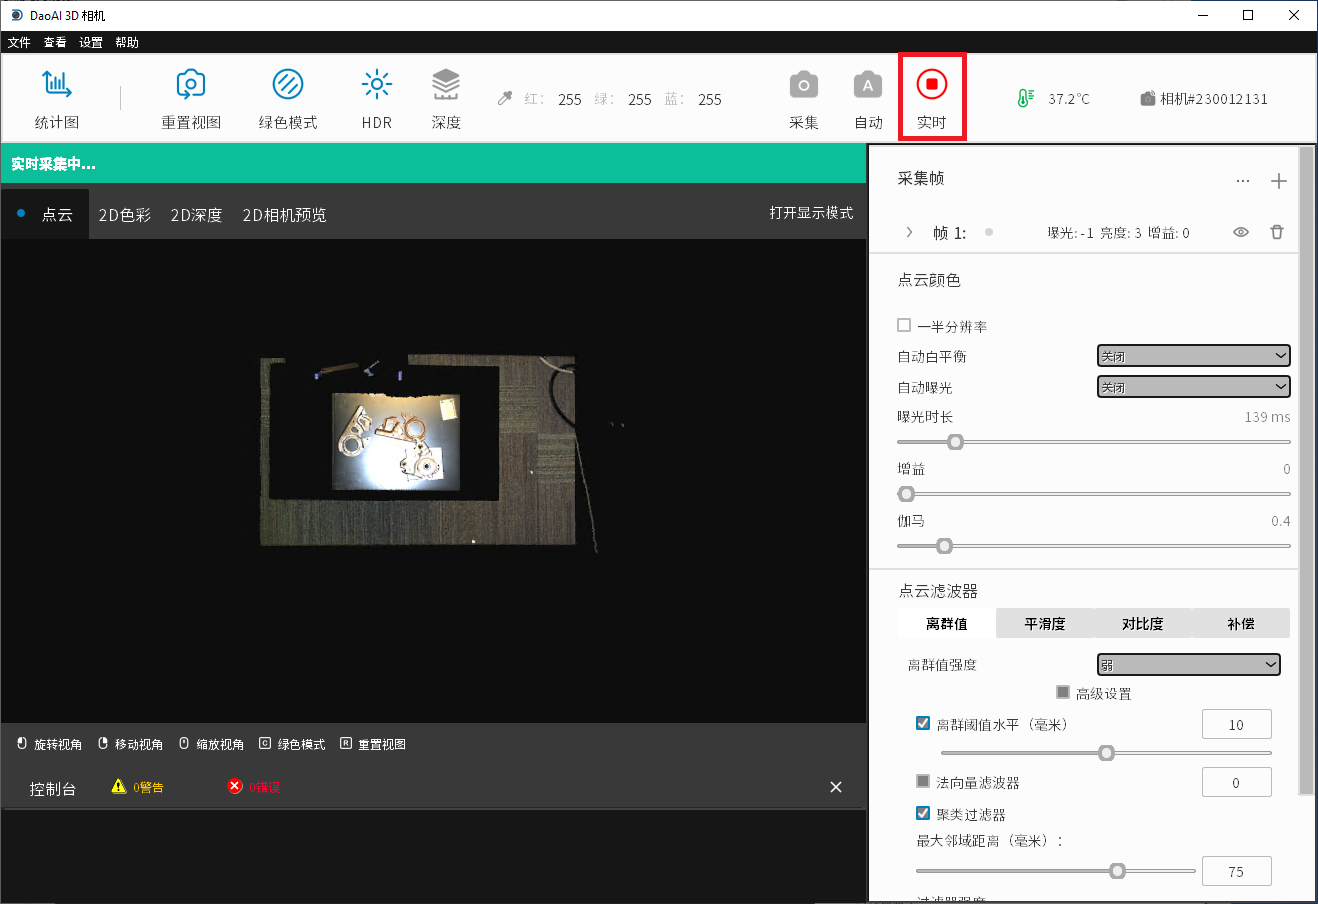 DaoAI 3D 相机
文件 查看 设置 帮助
统计图 重置视图 绿色模式 HDR 深度 红: 255 绿: 255 蓝: 255 采集 自动 实时 37.2℃ 相机#230012131
实时采集中...
点云 2D色彩 2D深度 2D相机预览 打开显示模式
旋转视角 移动视角 缩放视角 C 绿色模式 R 重置视图
控制台 0警告 0错误
采集帧 ...
帧 1: 曝光: -1 亮度: 3 增益: 0
点云颜色
一半分辨率
自动白平衡 关闭
自动曝光 关闭
曝光时长 139 ms
增益 0
伽马 0.4
点云滤波器
离群值 平滑度 对比度 补偿
离群值强度 弱
高级设置
离群阈值水平（毫米） 10
法向量滤波器 0
聚类过滤器
最大邻域距离（毫米）:
75
过滤器强度